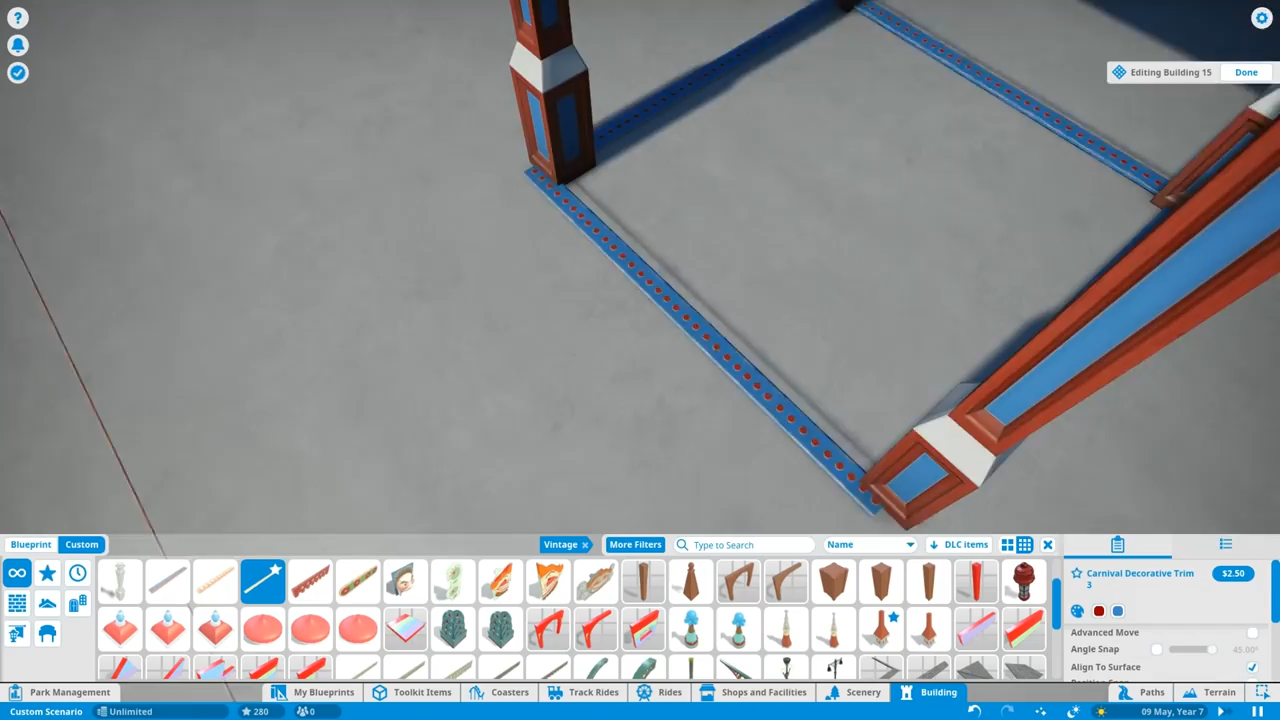 ?
Editing Building 15
Done
Blueprint
Custom
Vintage ×
More Filters
Type to Search
Name
DLC items
Carnival Decorative Trim
3
$2.50
Advanced Move
Angle Snap
45.00°
Align To Surface
Park Management
My Blueprints
Toolkit Items
Coasters
Track Rides
Rides
Shops and Facilities
Scenery
Building
Paths
Terrain
Custom Scenario
Unlimited
280
0
09 May, Year 7